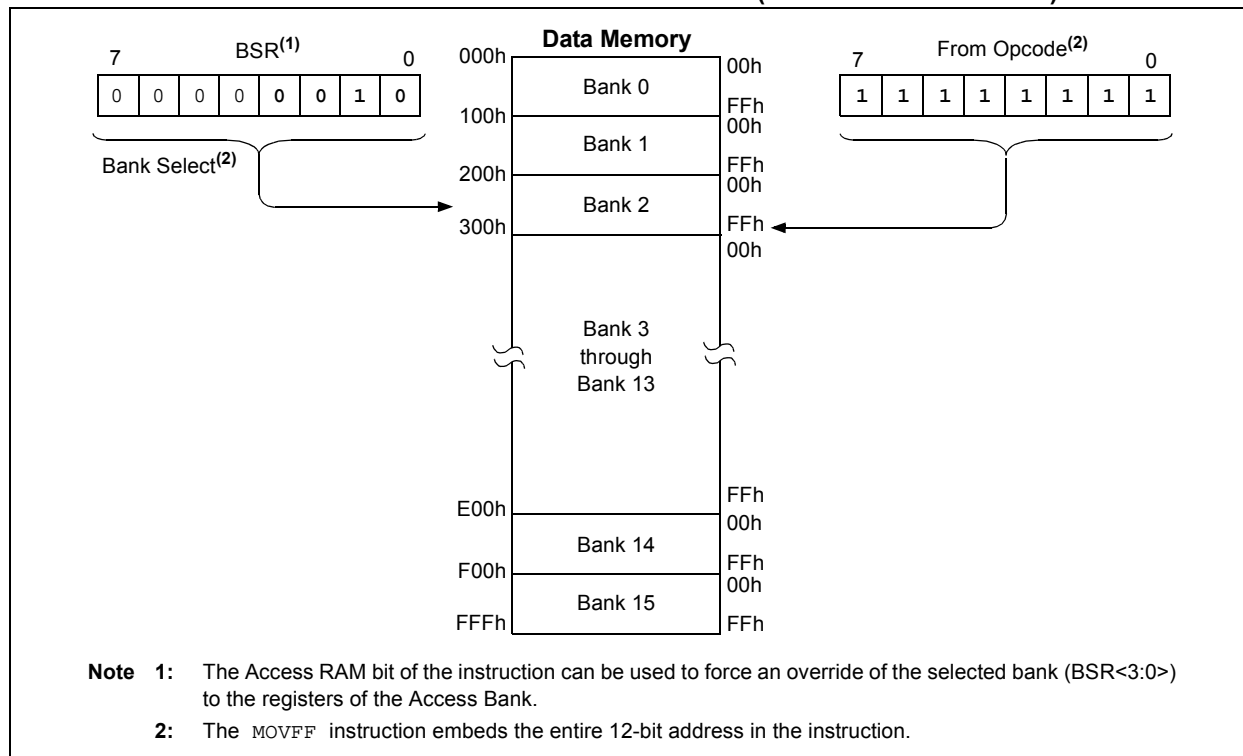 Data Memory
7 BSR(1) 0
0 0 0 0 0 0 1 0
Bank Select(2)
000h
100h
200h
300h
E00h
F00h
FFFh
Bank 0
Bank 1
Bank 2
Bank 3
through
Bank 13
Bank 14
Bank 15
00h
FFh
00h
FFh
00h
FFh
00h
FFh
00h
FFh
00h
FFh
7 From Opcode(2) 0
1 1 1 1 1 1 1 1
Note 1: The Access RAM bit of the instruction can be used to force an override of the selected bank (BSR<3:0>)
to the registers of the Access Bank.
2: The MOVFF instruction embeds the entire 12-bit address in the instruction.